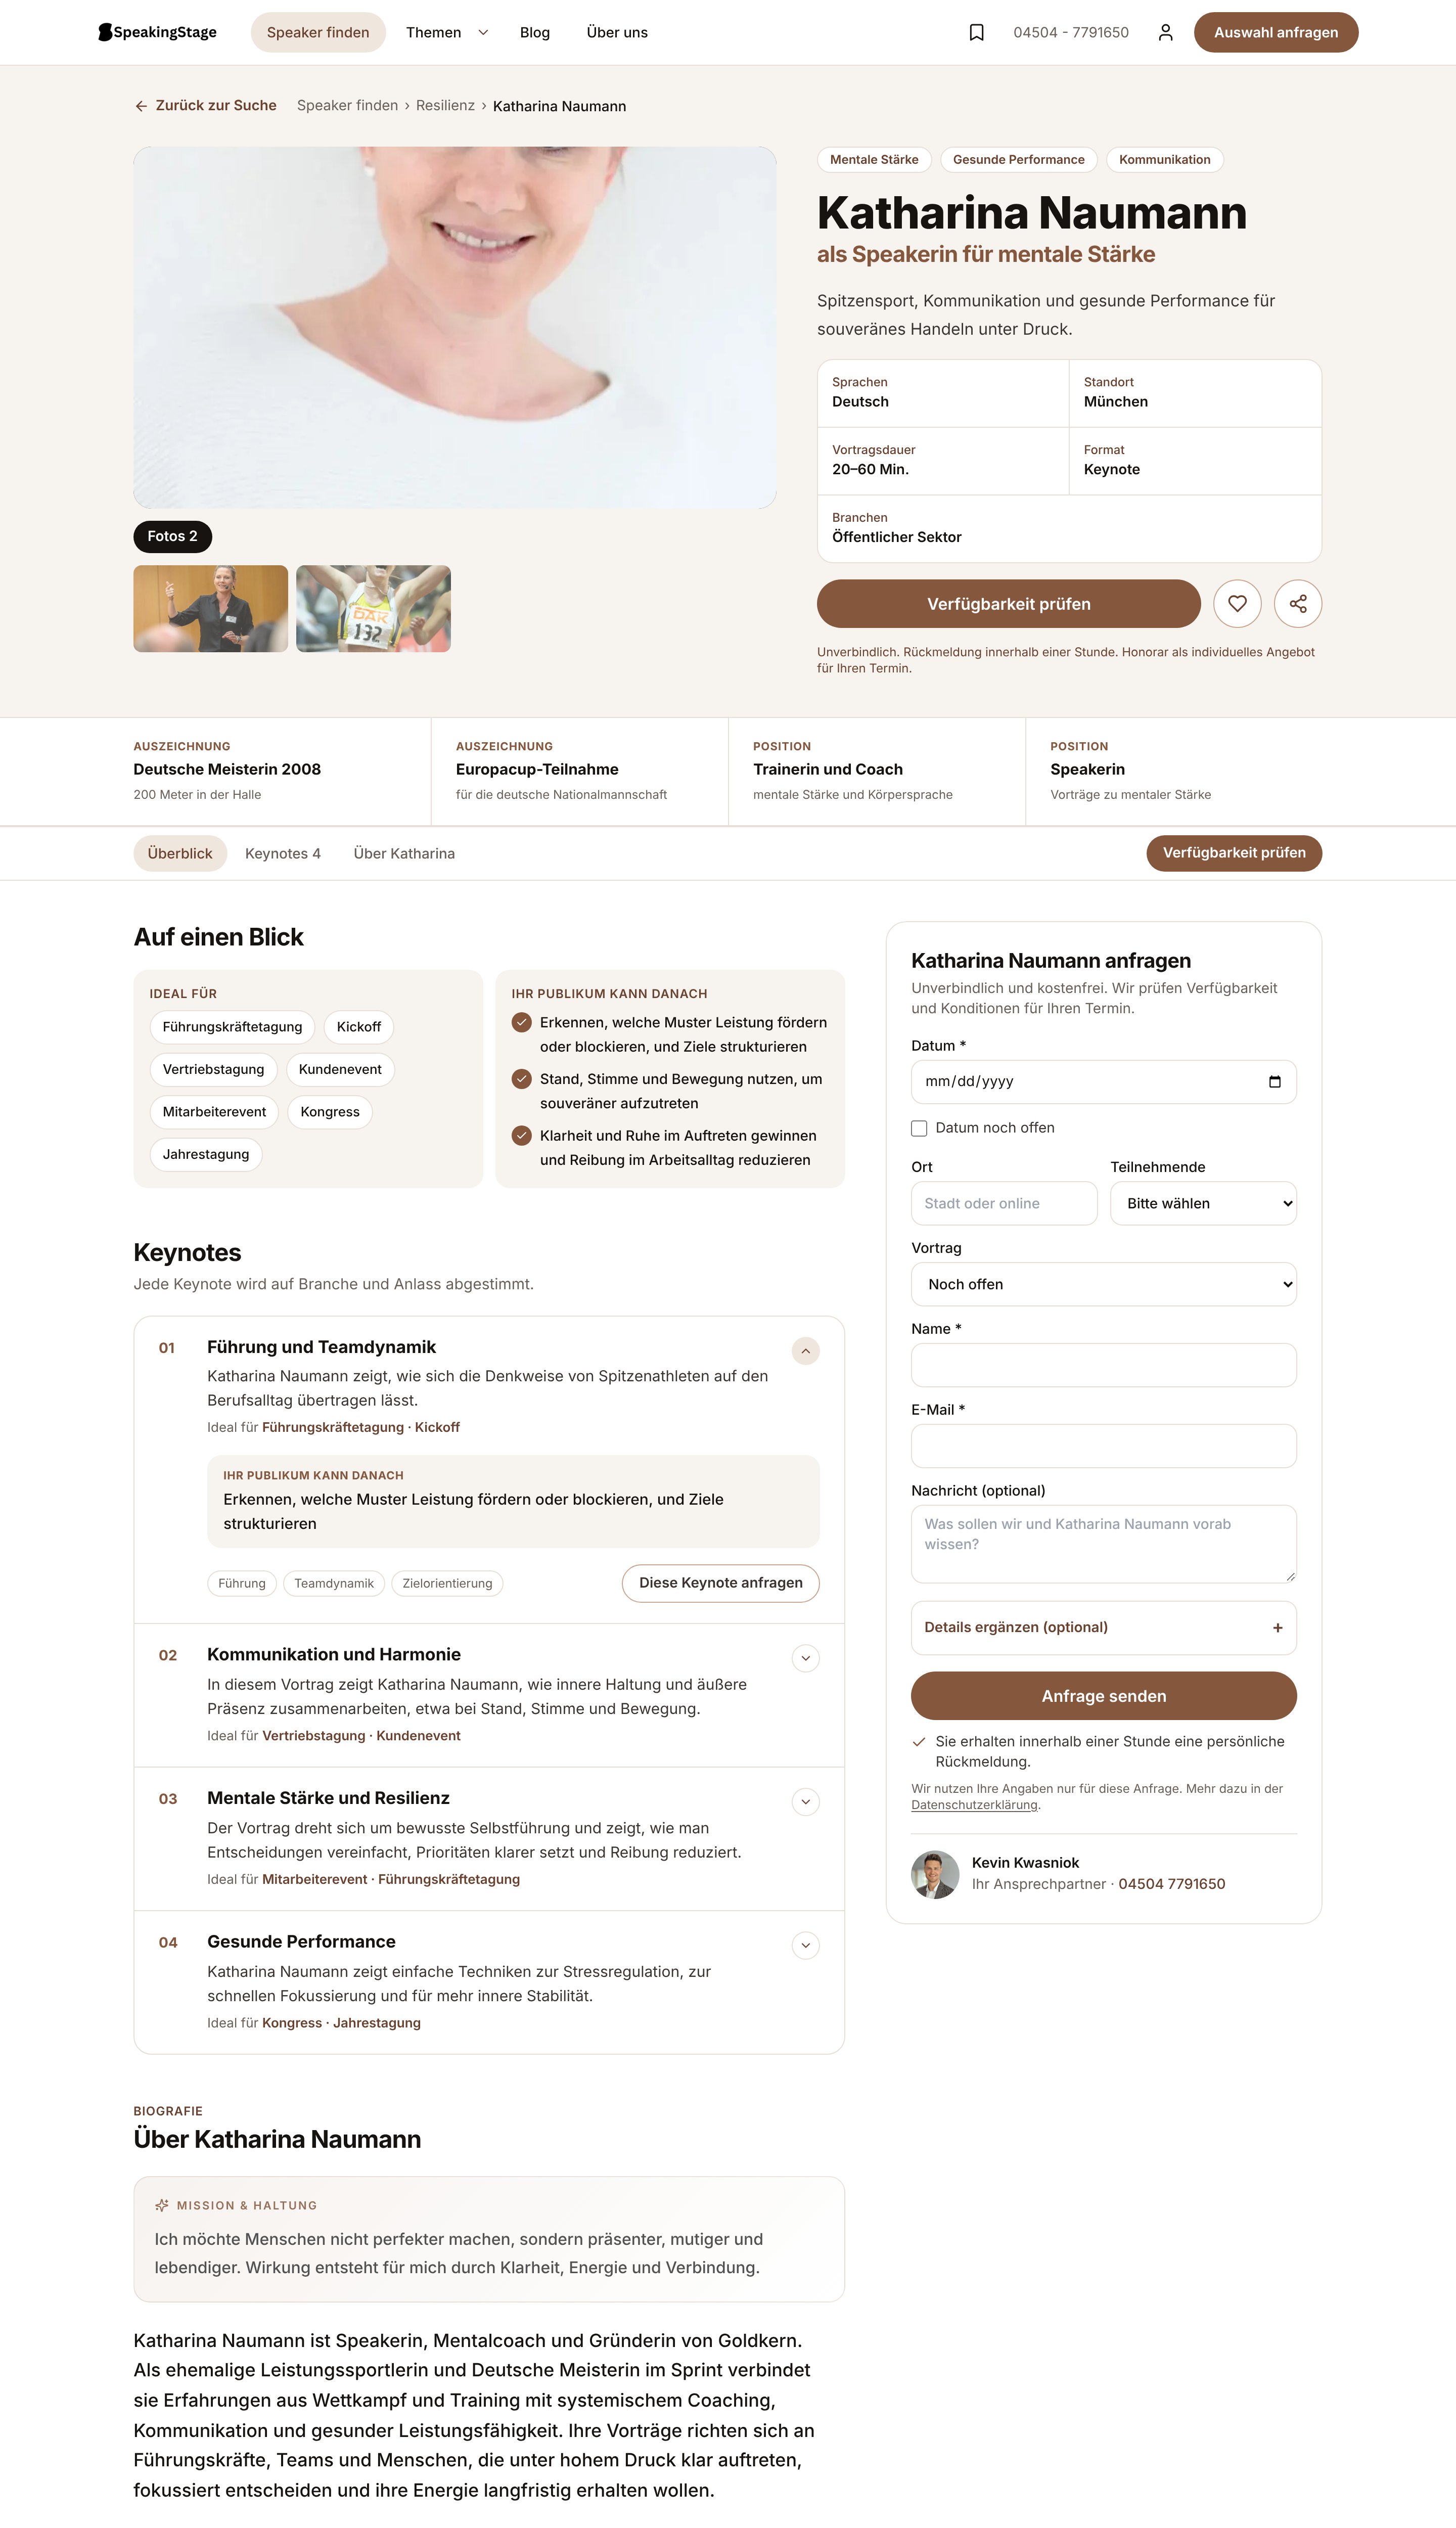 SpeakingStage
Speaker finden
Themen
Blog
Über uns
04504 - 7791650
Auswahl anfragen
Zurück zur Suche
Speaker finden › Resilienz › Katharina Naumann
Mentale Stärke
Gesunde Performance
Kommunikation
Katharina Naumann
als Speakerin für mentale Stärke
Spitzensport, Kommunikation und gesunde Performance für
souveränes Handeln unter Druck.
Sprachen
Deutsch
Standort
München
Vortragsdauer
20–60 Min.
Format
Keynote
Branchen
Öffentlicher Sektor
Fotos 2
DAK
132
Verfügbarkeit prüfen
Unverbindlich. Rückmeldung innerhalb einer Stunde. Honorar als individuelles Angebot
für Ihren Termin.
AUSZEICHNUNG
Deutsche Meisterin 2008
200 Meter in der Halle
AUSZEICHNUNG
Europacup-Teilnahme
für die deutsche Nationalmannschaft
POSITION
Trainerin und Coach
mentale Stärke und Körpersprache
POSITION
Speakerin
Vorträge zu mentaler Stärke
Überblick
Keynotes 4
Über Katharina
Verfügbarkeit prüfen
Auf einen Blick
IDEAL FÜR
Führungskräftetagung
Kickoff
Vertriebstagung
Kundenevent
Mitarbeiterevent
Kongress
Jahrestagung
IHR PUBLIKUM KANN DANACH
Erkennen, welche Muster Leistung fördern
oder blockieren, und Ziele strukturieren
Stand, Stimme und Bewegung nutzen, um
souveräner aufzutreten
Klarheit und Ruhe im Auftreten gewinnen
und Reibung im Arbeitsalltag reduzieren
Keynotes
Jede Keynote wird auf Branche und Anlass abgestimmt.
01
Führung und Teamdynamik
Katharina Naumann zeigt, wie sich die Denkweise von Spitzenathleten auf den
Berufsalltag übertragen lässt.
Ideal für Führungskräftetagung · Kickoff
IHR PUBLIKUM KANN DANACH
Erkennen, welche Muster Leistung fördern oder blockieren, und Ziele
strukturieren
Führung
Teamdynamik
Zielorientierung
Diese Keynote anfragen
02
Kommunikation und Harmonie
In diesem Vortrag zeigt Katharina Naumann, wie innere Haltung und äußere
Präsenz zusammenarbeiten, etwa bei Stand, Stimme und Bewegung.
Ideal für Vertriebstagung · Kundenevent
03
Mentale Stärke und Resilienz
Der Vortrag dreht sich um bewusste Selbstführung und zeigt, wie man
Entscheidungen vereinfacht, Prioritäten klarer setzt und Reibung reduziert.
Ideal für Mitarbeiterevent · Führungskräftetagung
04
Gesunde Performance
Katharina Naumann zeigt einfache Techniken zur Stressregulation, zur
schnellen Fokussierung und für mehr innere Stabilität.
Ideal für Kongress · Jahrestagung
Katharina Naumann anfragen
Unverbindlich und kostenfrei. Wir prüfen Verfügbarkeit
und Konditionen für Ihren Termin.
Datum *
mm/dd/yyyy
Datum noch offen
Ort
Stadt oder online
Teilnehmende
Bitte wählen
Vortrag
Noch offen
Name *
E-Mail *
Nachricht (optional)
Was sollen wir und Katharina Naumann vorab
wissen?
Details ergänzen (optional) +
Anfrage senden
Sie erhalten innerhalb einer Stunde eine persönliche
Rückmeldung.
Wir nutzen Ihre Angaben nur für diese Anfrage. Mehr dazu in der
Datenschutzerklärung.
Kevin Kwasniok
Ihr Ansprechpartner · 04504 7791650
BIOGRAFIE
Über Katharina Naumann
MISSION & HALTUNG
Ich möchte Menschen nicht perfekter machen, sondern präsenter, mutiger und
lebendiger. Wirkung entsteht für mich durch Klarheit, Energie und Verbindung.
Katharina Naumann ist Speakerin, Mentalcoach und Gründerin von Goldkern.
Als ehemalige Leistungssportlerin und Deutsche Meisterin im Sprint verbindet
sie Erfahrungen aus Wettkampf und Training mit systemischem Coaching,
Kommunikation und gesunder Leistungsfähigkeit. Ihre Vorträge richten sich an
Führungskräfte, Teams und Menschen, die unter hohem Druck klar auftreten,
fokussiert entscheiden und ihre Energie langfristig erhalten wollen.